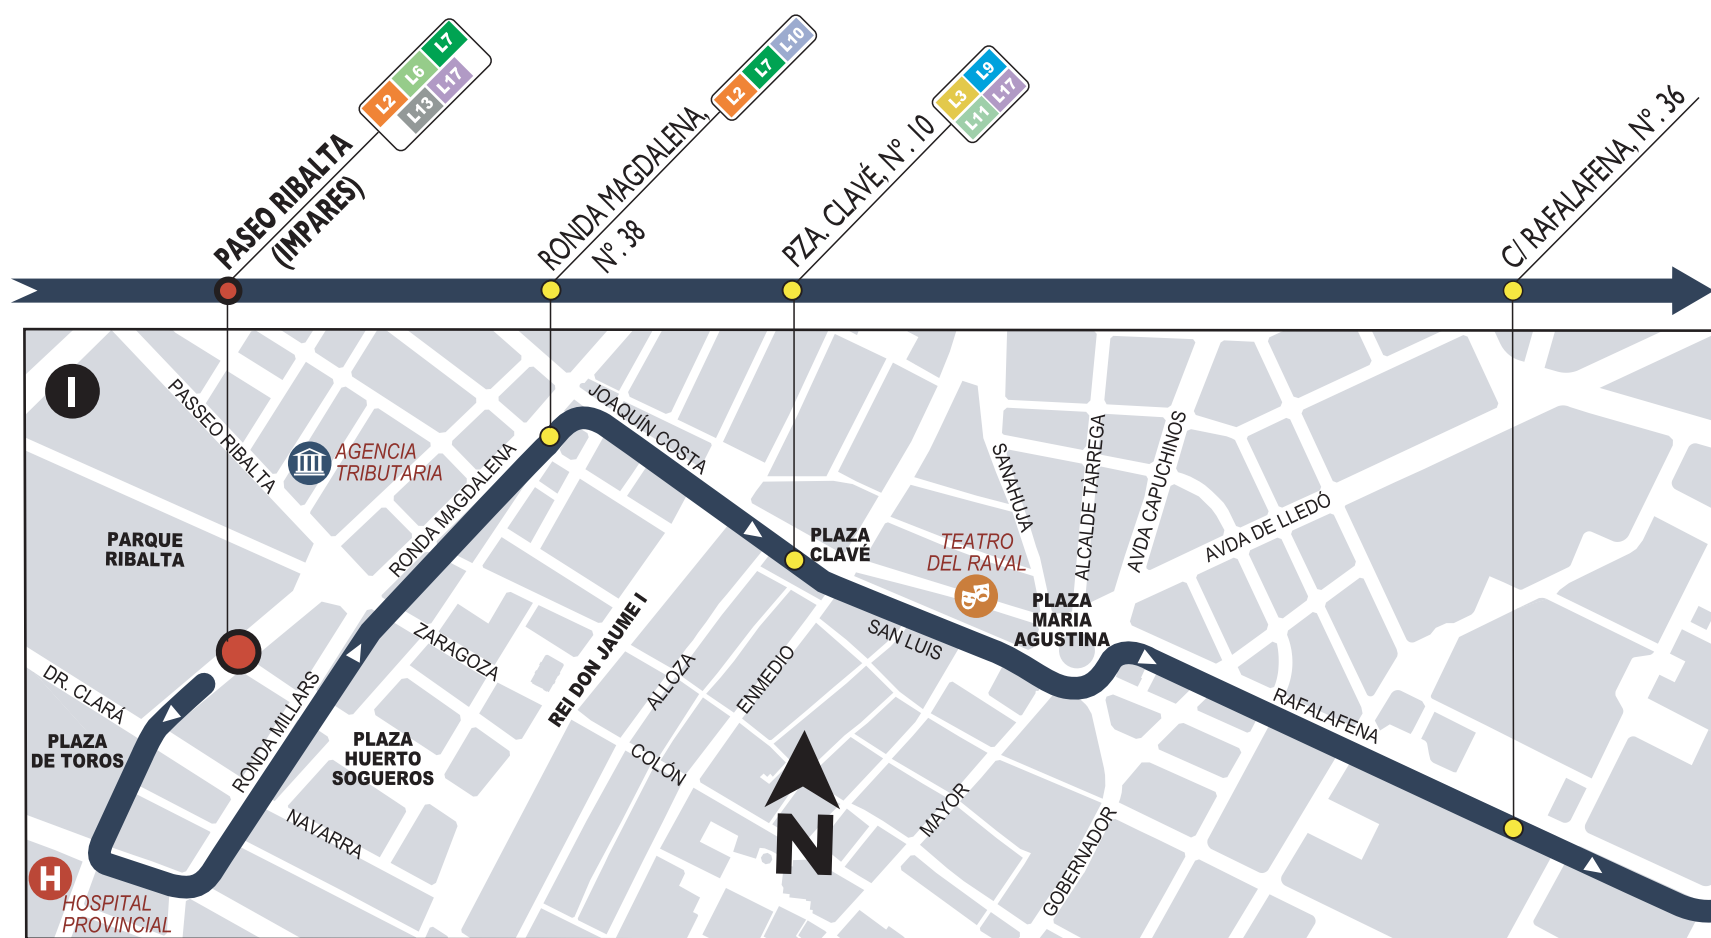 PASEO RIBALTA
(IMPARES)
L2 L6 L7
L13 L17
RONDA MAGDALENA,
Nº. 38
L2 L7 L10
PZA. CLAVÉ, Nº. 10
L3 L9
L11 L17
C/ RAFALAFENA, Nº. 36
I
PASSEO RIBALTA
AGENCIA
TRIBUTARIA
JOAQUÍN COSTA
RONDA MAGDALENA
SANAHUJA
ALCALDE TÀRREGA
AVDA CAPUCHINOS
AVDA DE LLEDÓ
PARQUE
RIBALTA
PLAZA
CLAVÉ
TEATRO
DEL RAVAL
PLAZA
MARIA
AGUSTINA
SAN LUIS
ZARAGOZA
REI DON JAUME I
ALLOZA
ENMEDIO
DR. CLARÁ
RONDA MILLARS
RAFALAFENA
PLAZA
DE TOROS
PLAZA
HUERTO
SOGUEROS
COLÓN
NAVARRA
MAYOR
GOBERNADOR
N
H
HOSPITAL
PROVINCIAL